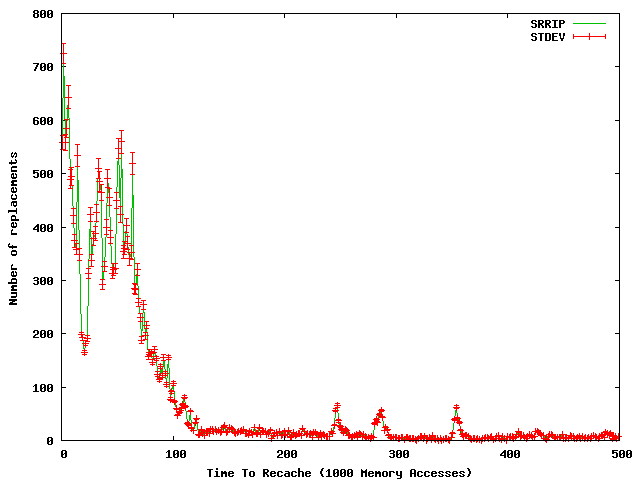 800
700
600
500
400
300
200
100
0
Number of replacements
SRRIP
STDEV
0 100 200 300 400 500
Time To Recache (1000 Memory Accesses)